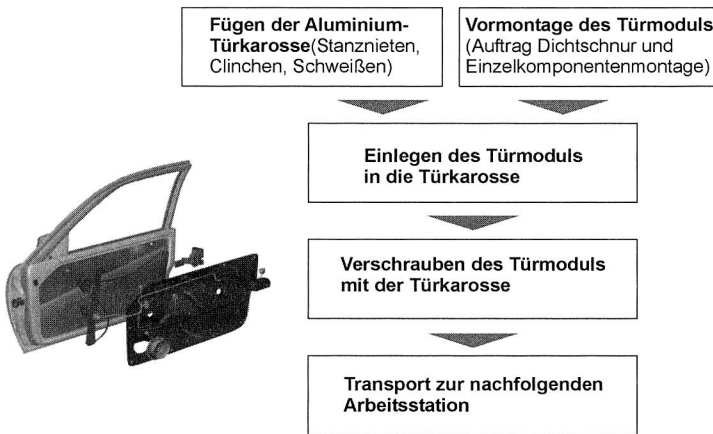 Fügen der Aluminium-
Türkarosse(Stanznieten,
Clinchen, Schweißen)
Vormontage des Türmoduls
(Auftrag Dichtschnur und
Einzelkomponentenmontage)
Einlegen des Türmoduls
in die Türkarosse
Verschrauben des Türmoduls
mit der Türkarosse
Transport zur nachfolgenden
Arbeitsstation